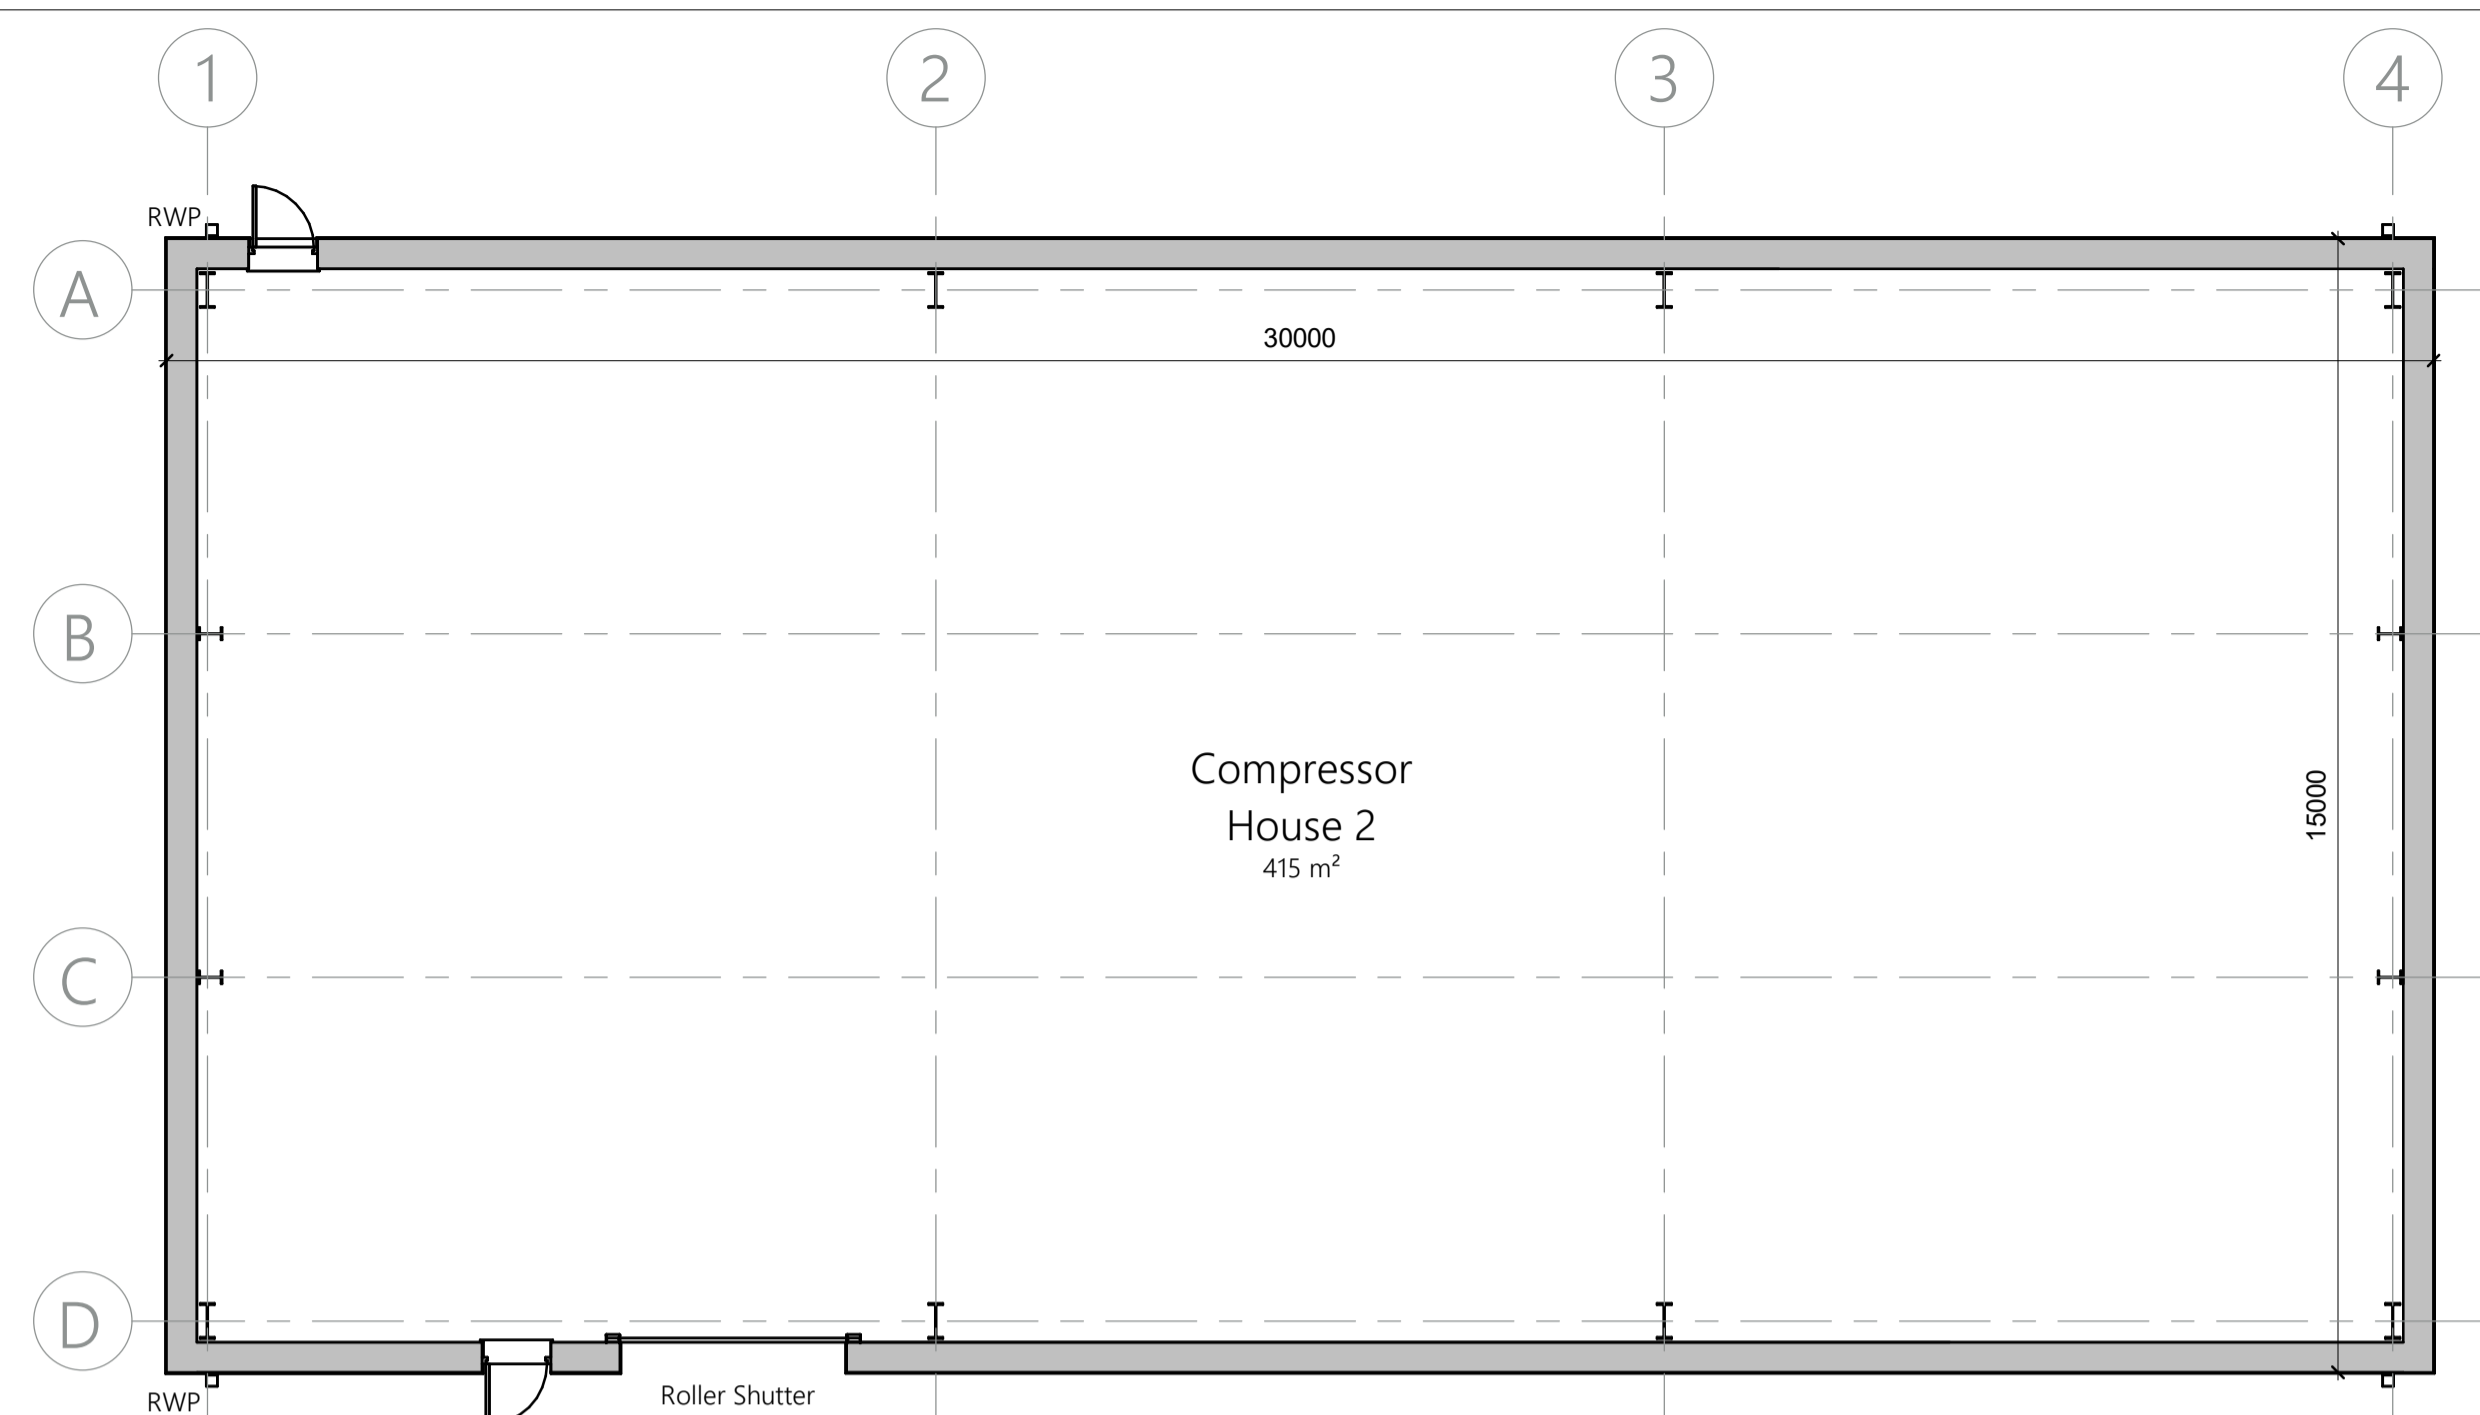 1 2 3 4
RWP
A
30000
B
Compressor
House 2
415 m²
15000
C
D
RWP
Roller Shutter